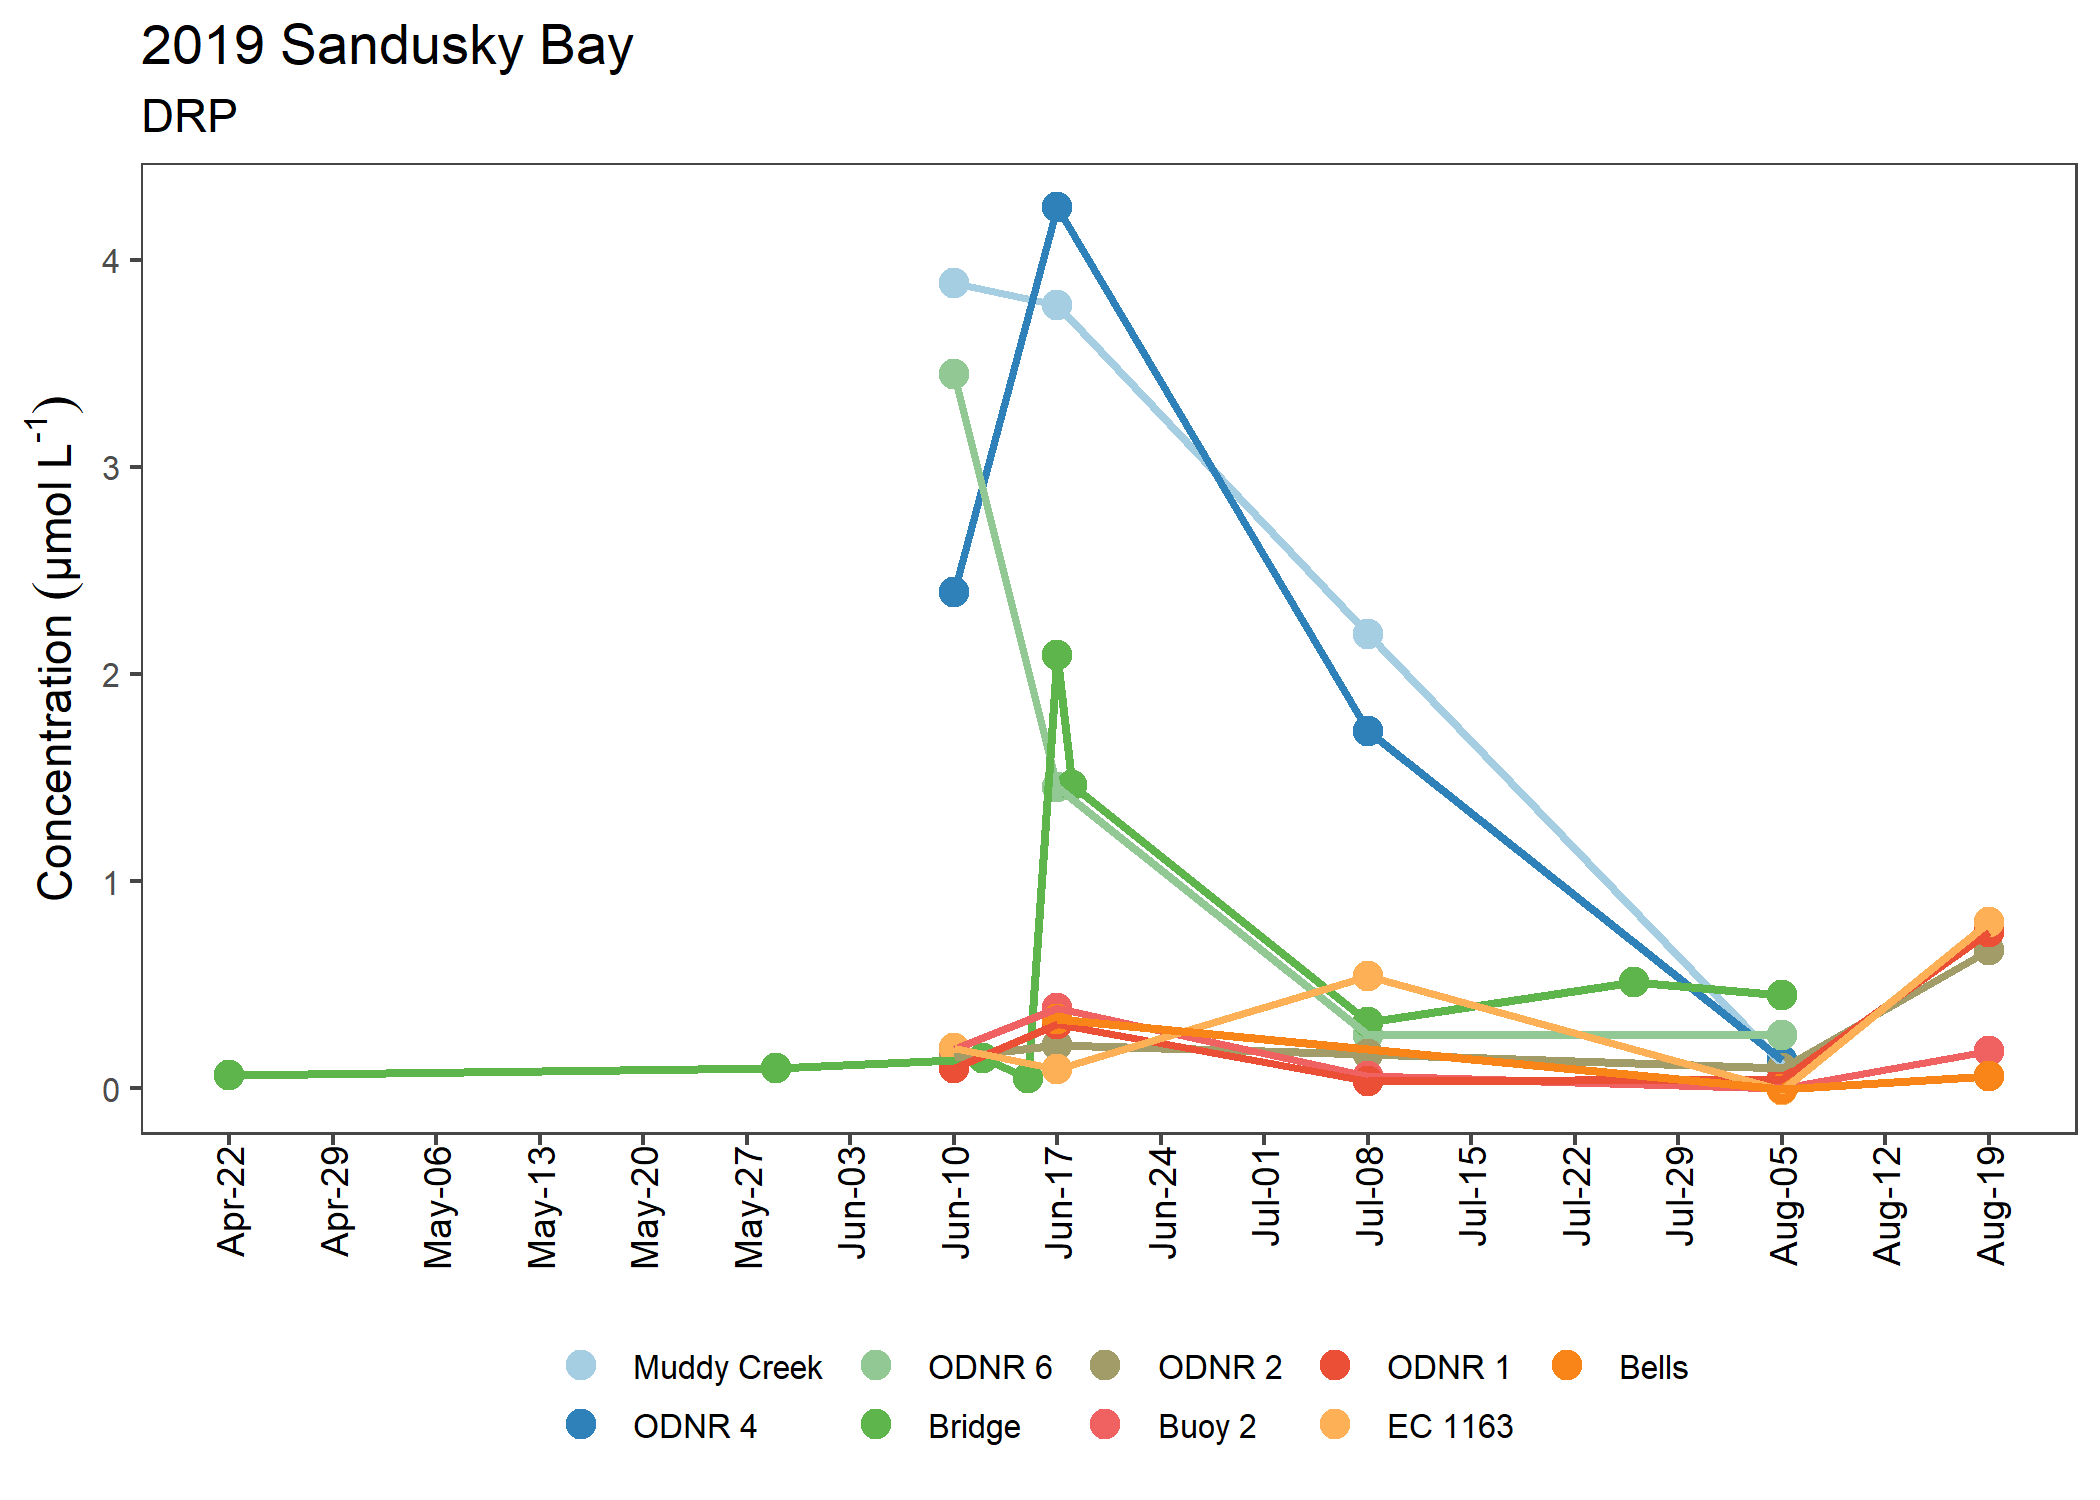 2019 Sandusky Bay
DRP
Concentration (µmol L⁻¹)
4
3
2
1
0
Apr-22
Apr-29
May-06
May-13
May-20
May-27
Jun-03
Jun-10
Jun-17
Jun-24
Jul-01
Jul-08
Jul-15
Jul-22
Jul-29
Aug-05
Aug-12
Aug-19
Muddy Creek ODNR 6 ODNR 2 ODNR 1 Bells
ODNR 4 Bridge Buoy 2 EC 1163